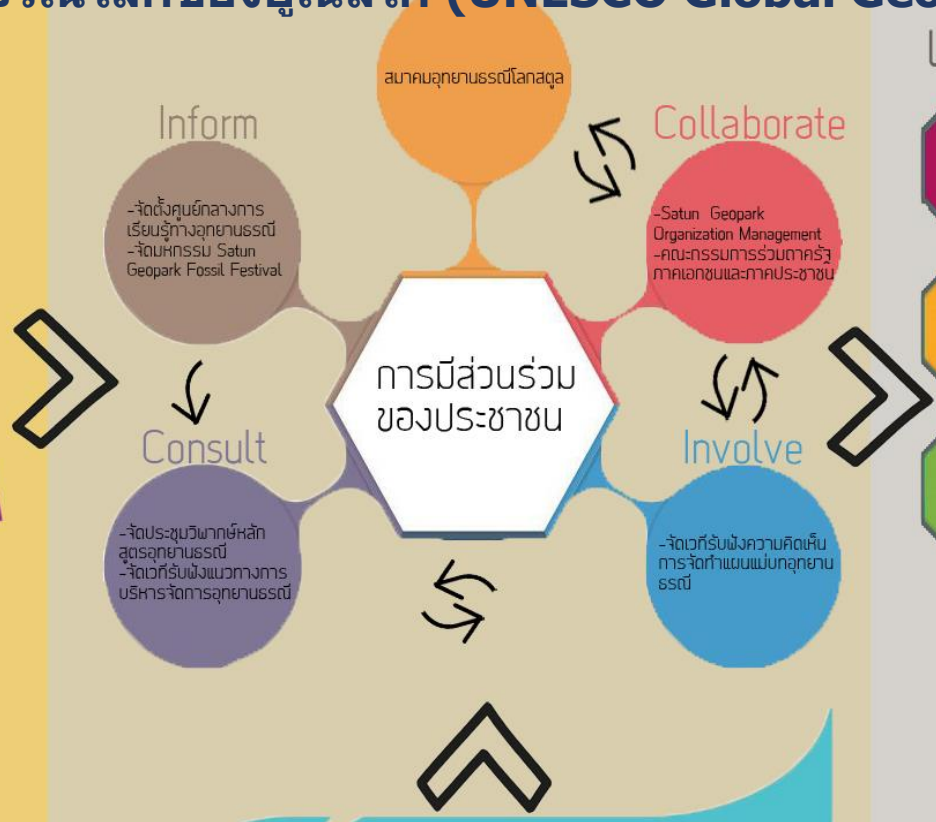 (UNESCO Global Geo
สมาคมอุทยานธรณีโลกสตูล
Inform
-จัดตั้งศูนย์กลางการ
เรียนรู้ทางอุทยานธรณี
-จัดมหกรรม Satun
Geopark Fossil Festival
Collaborate
-Satun Geopark
Organization Management
-คณะกรรมการร่วมภาครัฐ
ภาคเอกชนและภาคประชาชน
การมีส่วนร่วม
ของประชาชน
Consult
-จัดประชุมวิพากษ์หลัก
สูตรอุทยานธรณี
-จัดเวทีรับฟังแนวทางการ
บริหารจัดการอุทยานธรณี
Involve
-จัดเวทีรับฟังความคิดเห็น
การจัดทำแผนแม่บทอุทยาน
ธรณี